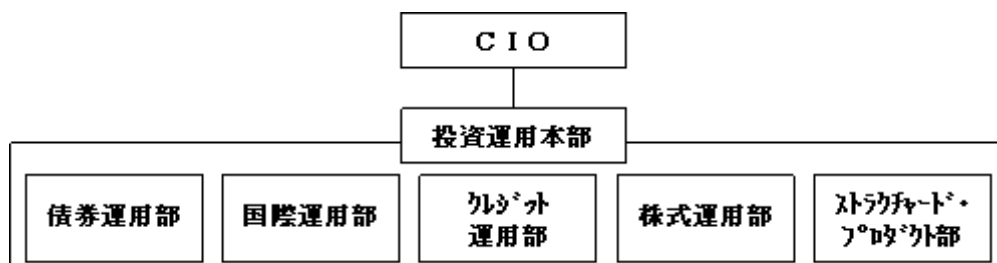 ＣＩＯ
投資運用本部
債券運用部
国際運用部
ｸﾚｼﾞｯﾄ
運用部
株式運用部
ｽﾄﾗｸﾁｬｰﾄﾞ･
ﾌﾟﾛﾀﾞｸﾄ部